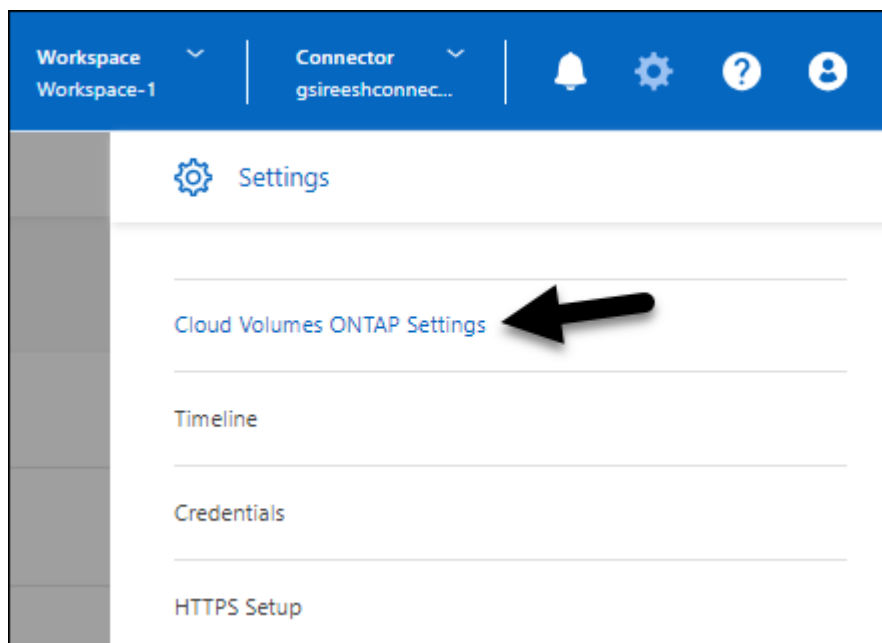 Workspace
Workspace-1
Connector
gsireeshconnec...
Settings
Cloud Volumes ONTAP Settings
Timeline
Credentials
HTTPS Setup